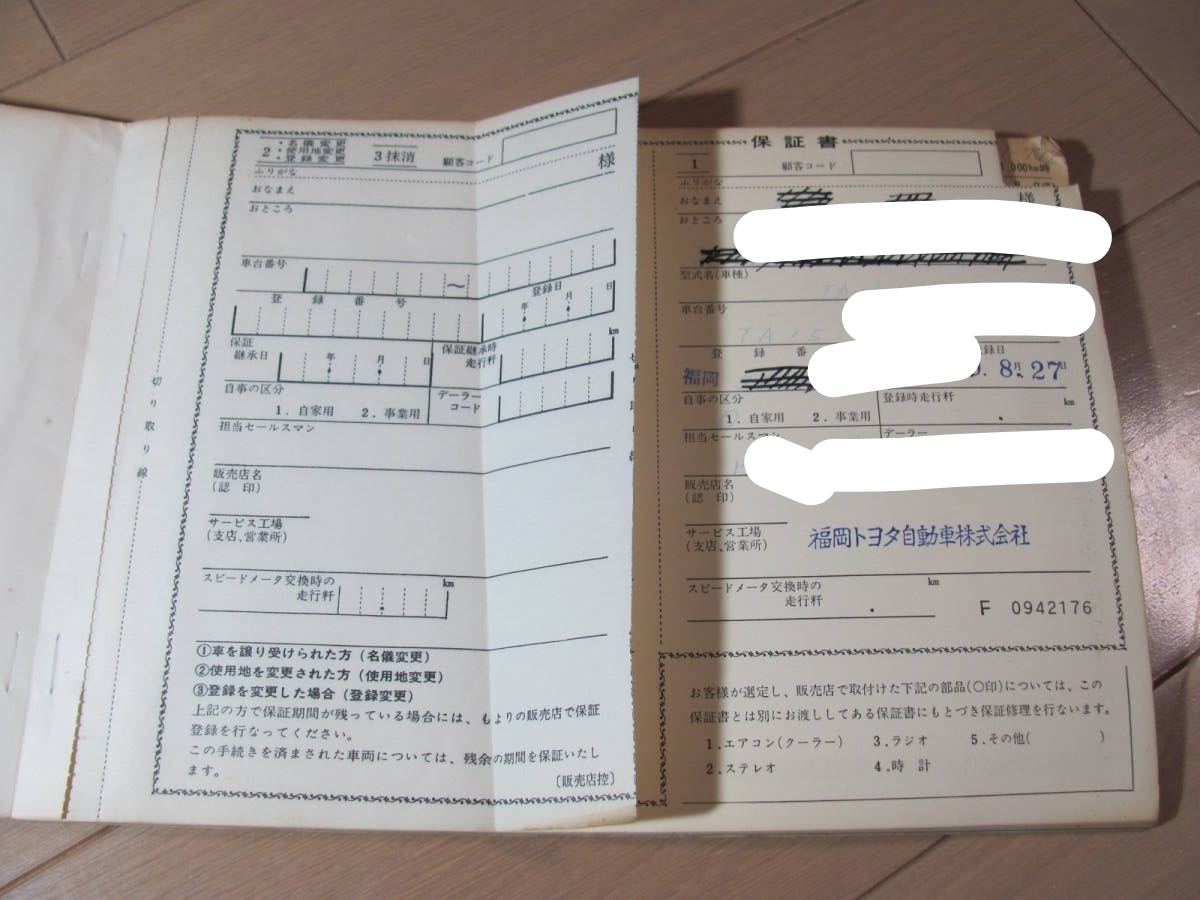 2 ・名儀変更
・使用地変更
・登録変更
3 抹消
顧客コード
ふりがな
おなまえ
様
おところ
車台番号
〜
登録番号
登録日
年 月 日
保証
継承日
年 月 日
保証継承時
走行粁
km
自事の区分
1．自家用 2．事業用
デーラー
コード
担当セールスマン
販売店名
(認 印)
サービス工場
(支店、営業所)
スピードメータ交換時の
走行粁
km
①車を譲り受けられた方（名儀変更）
②使用地を変更された方（使用地変更）
③登録を変更した場合（登録変更）
上記の方で保証期間が残っている場合には、もよりの販売店で保証
登録を行なってください。
この手続きを済まされた車両については、残余の期間を保証いたし
ます。
〔販売店控〕
切り取り線
保証書
1
顧客コード
,000km時
ふりがな
おなまえ
様
おところ
型式名(車種)
TA
車台番号
TA15
登録番
録日
福岡
8月27日
自事の区分
1．自家用 2．事業用
登録時走行粁
km
担当セールスマン
デーラー
販売店名
(認 印)
サービス工場
(支店、営業所)
福岡トヨタ自動車株式会社
スピードメータ交換時の
走行粁
km
F 0942176
お客様が選定し、販売店で取付けた下記の部品(○印)については、この
保証書とは別にお渡ししてある保証書にもとづき保証修理を行ないます。
1．エアコン(クーラー) 3．ラジオ 5．その他( )
2．ステレオ 4．時 計